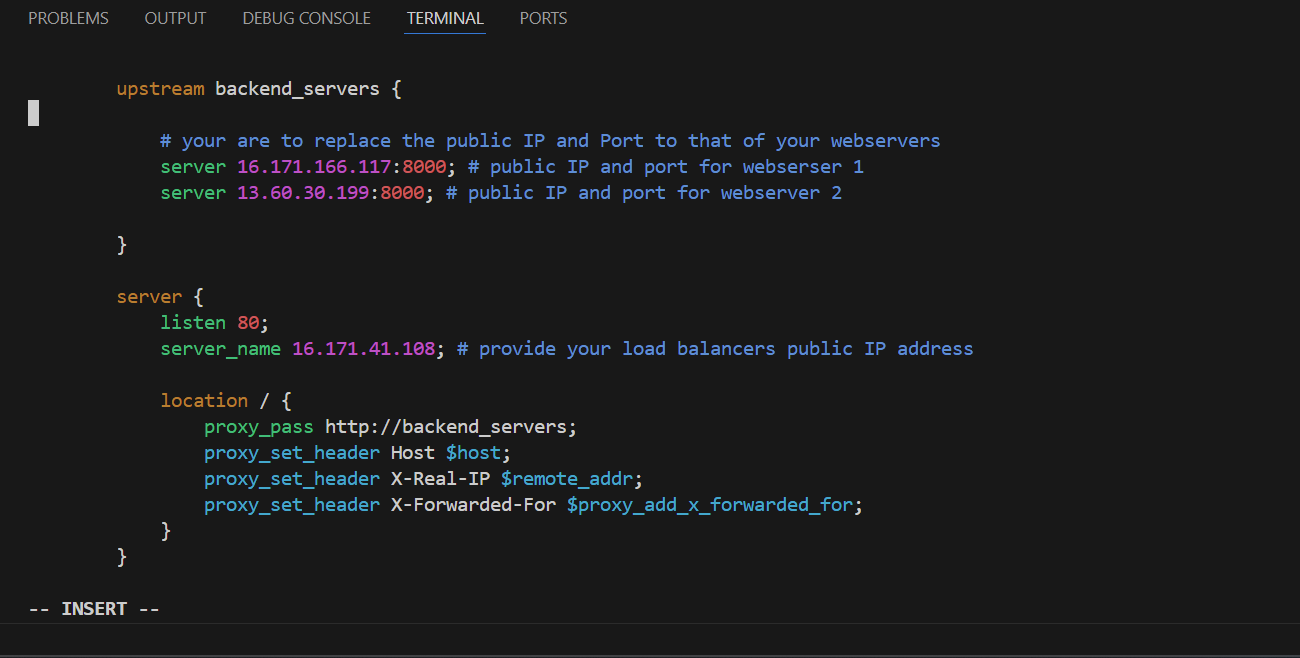 PROBLEMS OUTPUT DEBUG CONSOLE TERMINAL PORTS
upstream backend_servers {
# your are to replace the public IP and Port to that of your webservers
server 16.171.166.117:8000; # public IP and port for webserser 1
server 13.60.30.199:8000; # public IP and port for webserver 2
}
server {
listen 80;
server_name 16.171.41.108; # provide your load balancers public IP address
location / {
proxy_pass http://backend_servers;
proxy_set_header Host $host;
proxy_set_header X-Real-IP $remote_addr;
proxy_set_header X-Forwarded-For $proxy_add_x_forwarded_for;
}
}
-- INSERT --